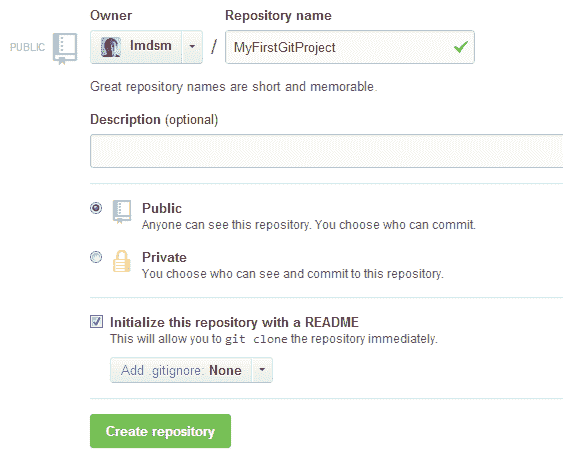 Owner Repository name
PUBLIC lmdsm / MyFirstGitProject
Great repository names are short and memorable.
Description (optional)
Public
Anyone can see this repository. You choose who can commit.
Private
You choose who can see and commit to this repository.
Initialize this repository with a README
This will allow you to git clone the repository immediately.
Add .gitignore: None
Create repository